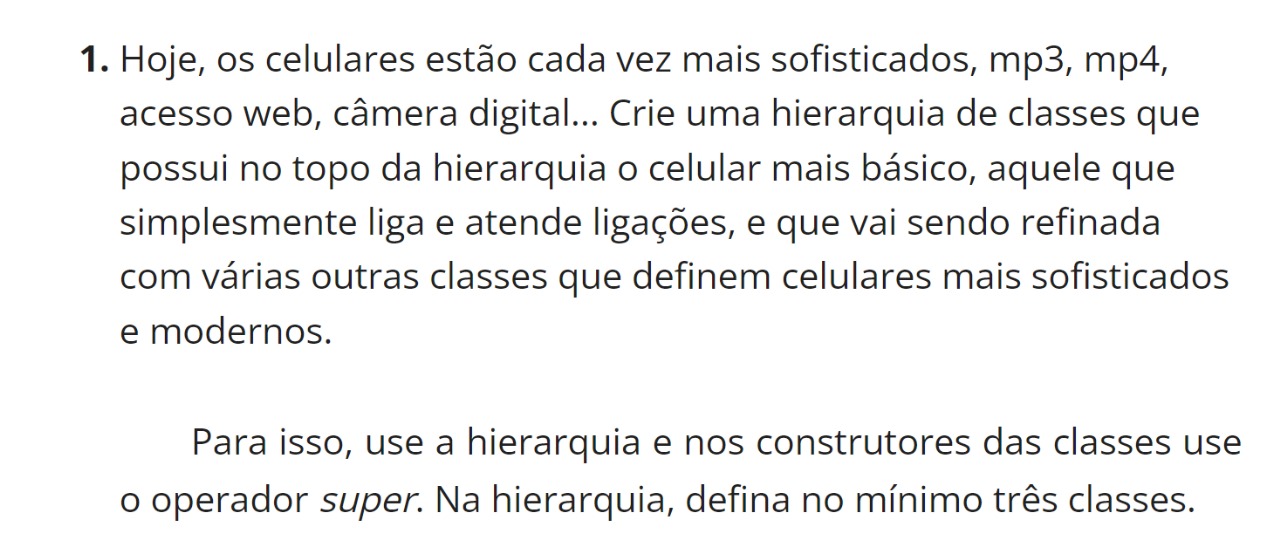 1. Hoje, os celulares estão cada vez mais sofisticados, mp3, mp4,
acesso web, câmera digital... Crie uma hierarquia de classes que
possui no topo da hierarquia o celular mais básico, aquele que
simplesmente liga e atende ligações, e que vai sendo refinada
com várias outras classes que definem celulares mais sofisticados
e modernos.
Para isso, use a hierarquia e nos construtores das classes use
o operador super. Na hierarquia, defina no mínimo três classes.